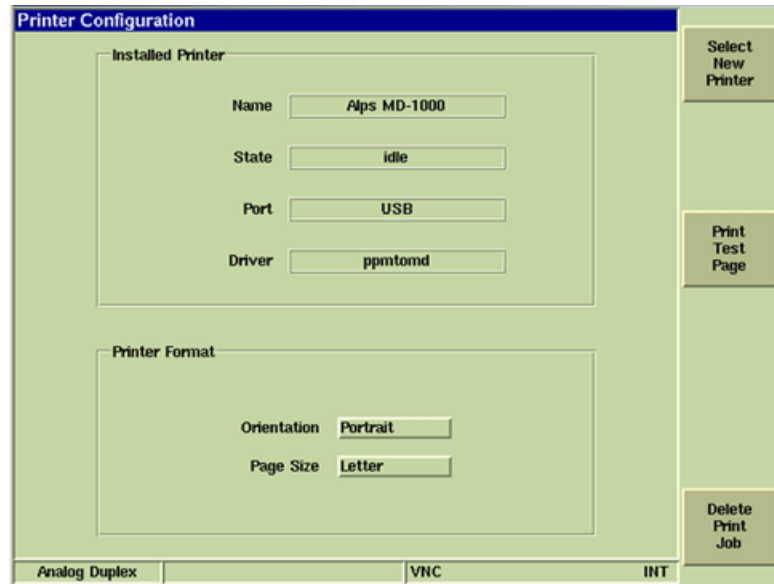 Printer Configuration
Installed Printer
Name Alps MD-1000
State idle
Port USB
Driver ppmtomd
Printer Format
Orientation Portrait
Page Size Letter
Select
New
Printer
Print
Test
Page
Delete
Print
Job
Analog Duplex VNC INT